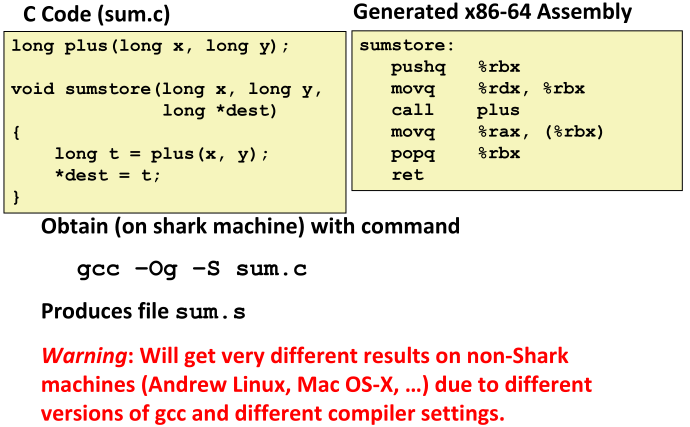 C Code (sum.c)
long plus(long x, long y);
void sumstore(long x, long y,
long *dest)
{
long t = plus(x, y);
*dest = t;
}
Generated x86-64 Assembly
sumstore:
pushq %rbx
movq %rdx, %rbx
call plus
movq %rax, (%rbx)
popq %rbx
ret
Obtain (on shark machine) with command
gcc –Og –S sum.c
Produces file sum.s
Warning: Will get very different results on non-Shark
machines (Andrew Linux, Mac OS-X, …) due to different
versions of gcc and different compiler settings.